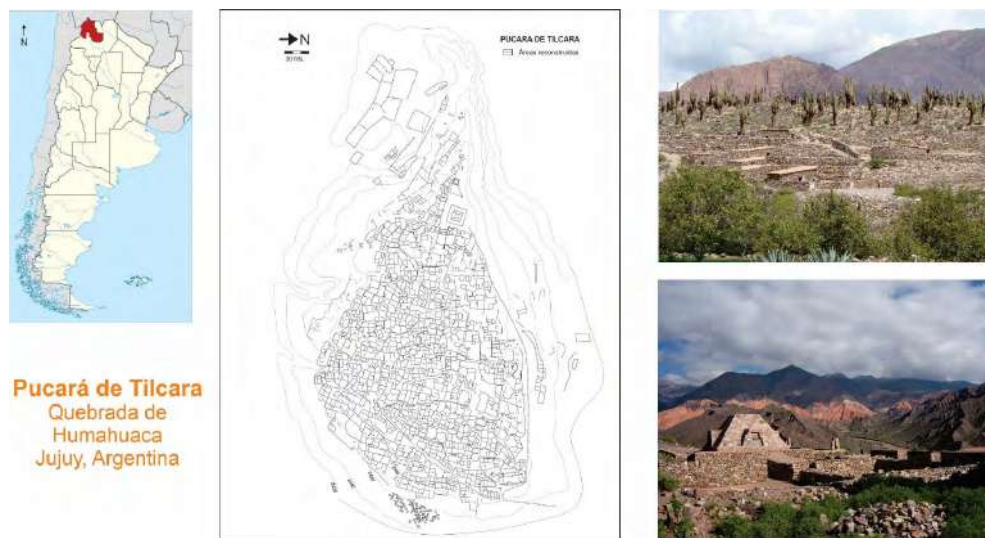 N
Pucará de Tilcara
Quebrada de
Humahuaca
Jujuy, Argentina
N
PUCARA DE TILCARA
Áreas reconstruidas